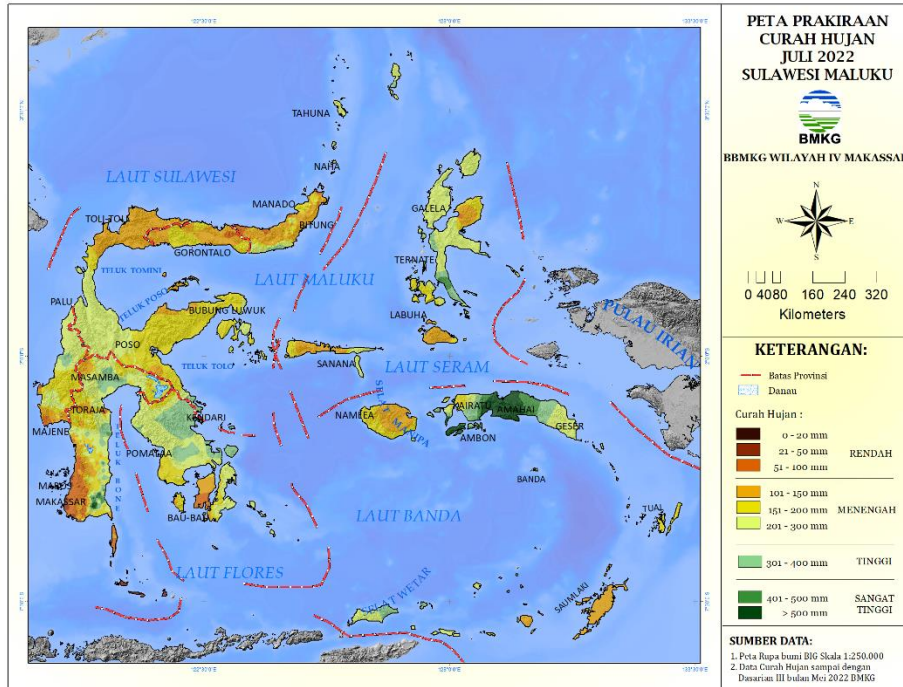 PETA PRAKIRAAN
CURAH HUJAN
JULI 2022
SULAWESI MALUKU
BMKG
BBMKG WILAYAH IV MAKASSAR
N
W
E
S
0 40 80 160 240 320
Kilometers
KETERANGAN:
Batas Provinsi
Danau
Curah Hujan :
0 - 20 mm
21 - 50 mm
51 - 100 mm
RENDAH
101 - 150 mm
151 - 200 mm
201 - 300 mm
MENENGAH
301 - 400 mm
TINGGI
401 - 500 mm
> 500 mm
SANGAT
TINGGI
SUMBER DATA:
1. Peta Rupa bumi BIG Skala 1:250.000
2. Data Curah Hujan sampai dengan
Dasarian III bulan Mei 2022 BMKG
TAHUNA
NAHA
LAUT SULAWESI
MANADO
BITUNG
TOLI-TOLI
GORONTALO
GALELA
TELUK TOMINI
LAUT MALUKU
TERNATE
PALU
TELUK POSO
BUBUNG LUWUK
LABUHA
PULAU IRIAN
POSO
TELUK TOLO
SANANA
LAUT SERAM
MASAMBA
TORAJA
KENDARI
NAMLEA
AMAHAI
MAJENE
AMBON
GESER
POMALAA
TELUK BONE
BANDA
MAROS
MAKASSAR
BAU-BAU
LAUT BANDA
TUAL
LAUT FLORES
SELAT WETAR
SAUMLAKI